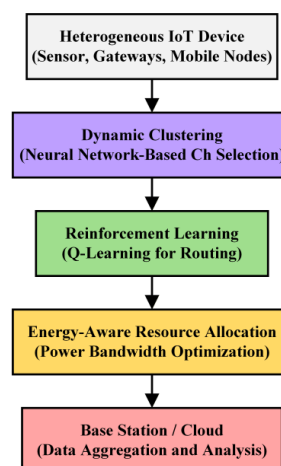 Heterogeneous IoT Device
(Sensor, Gateways, Mobile Nodes)
Dynamic Clustering
(Neural Network-Based Ch Selection)
Reinforcement Learning
(Q-Learning for Routing)
Energy-Aware Resource Allocation
(Power Bandwidth Optimization)
Base Station / Cloud
(Data Aggregation and Analysis)